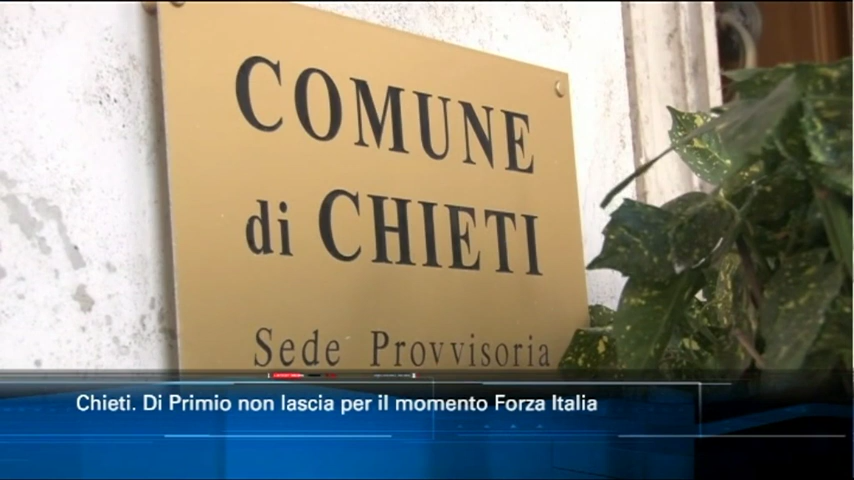 COMUNE
di CHIETI
Sede Provvisoria
Chieti. Di Primio non lascia per il momento Forza Italia